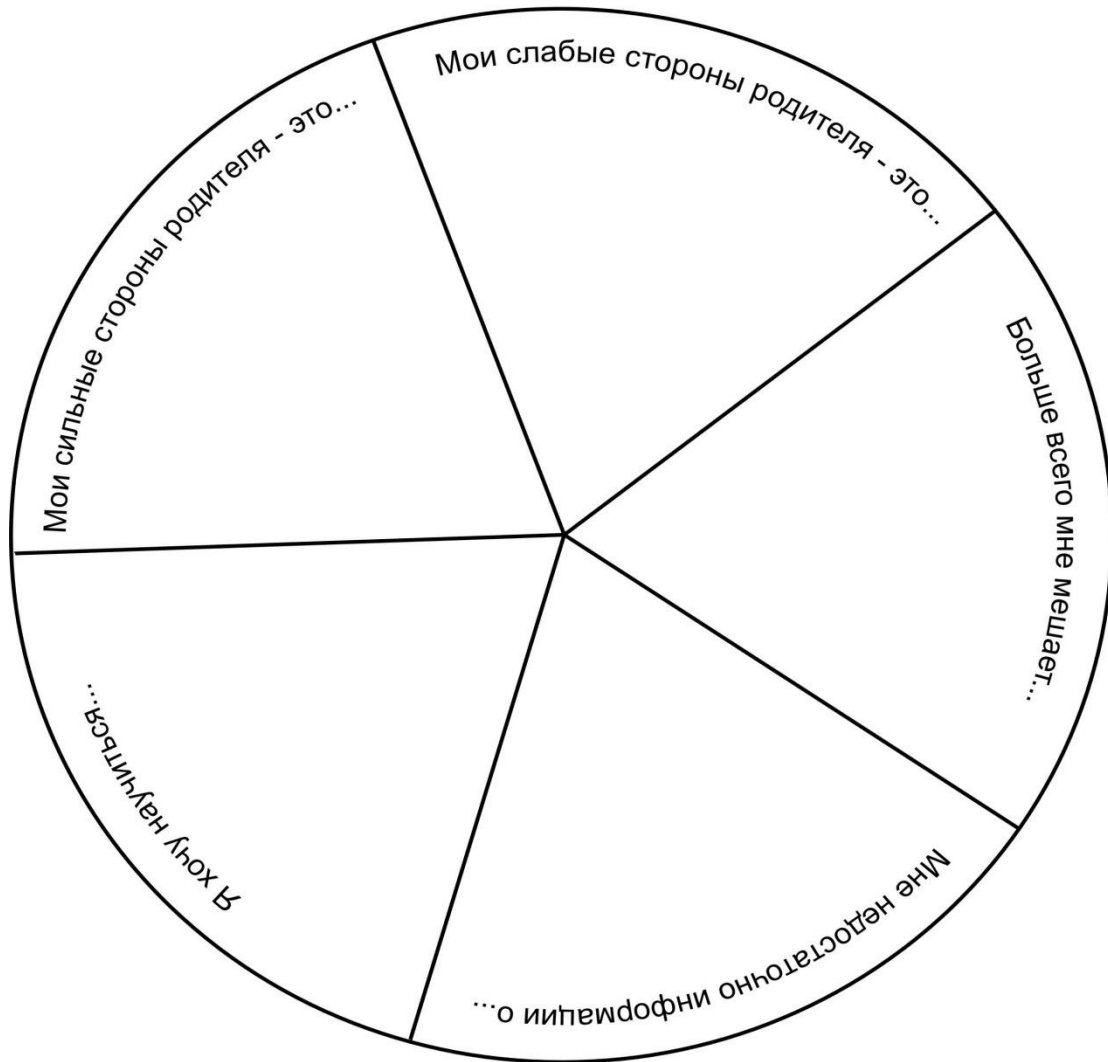 Мои сильные стороны родителя - это...
Мои слабые стороны родителя - это...
Больше всего мне мешает...
Мне недостаточно информации о...
Я хочу научиться...